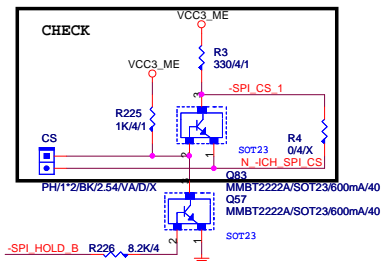 VCC3_ME
CHECK
R3
330/4/1
VCC3_ME
3
-SPI_CS_1
R225
1K/4/1
R4
0/4/X
CS
SOT23
2
1
N_-ICH_SPI_CS
Q83
PH/1*2/BK/2.54/VA/D/X
3
MMBT2222A/SOT23/600mA/40
Q57
MMBT2222A/SOT23/600mA/40
SOT23
2
1
-SPI_HOLD_B
R226
8.2K/4